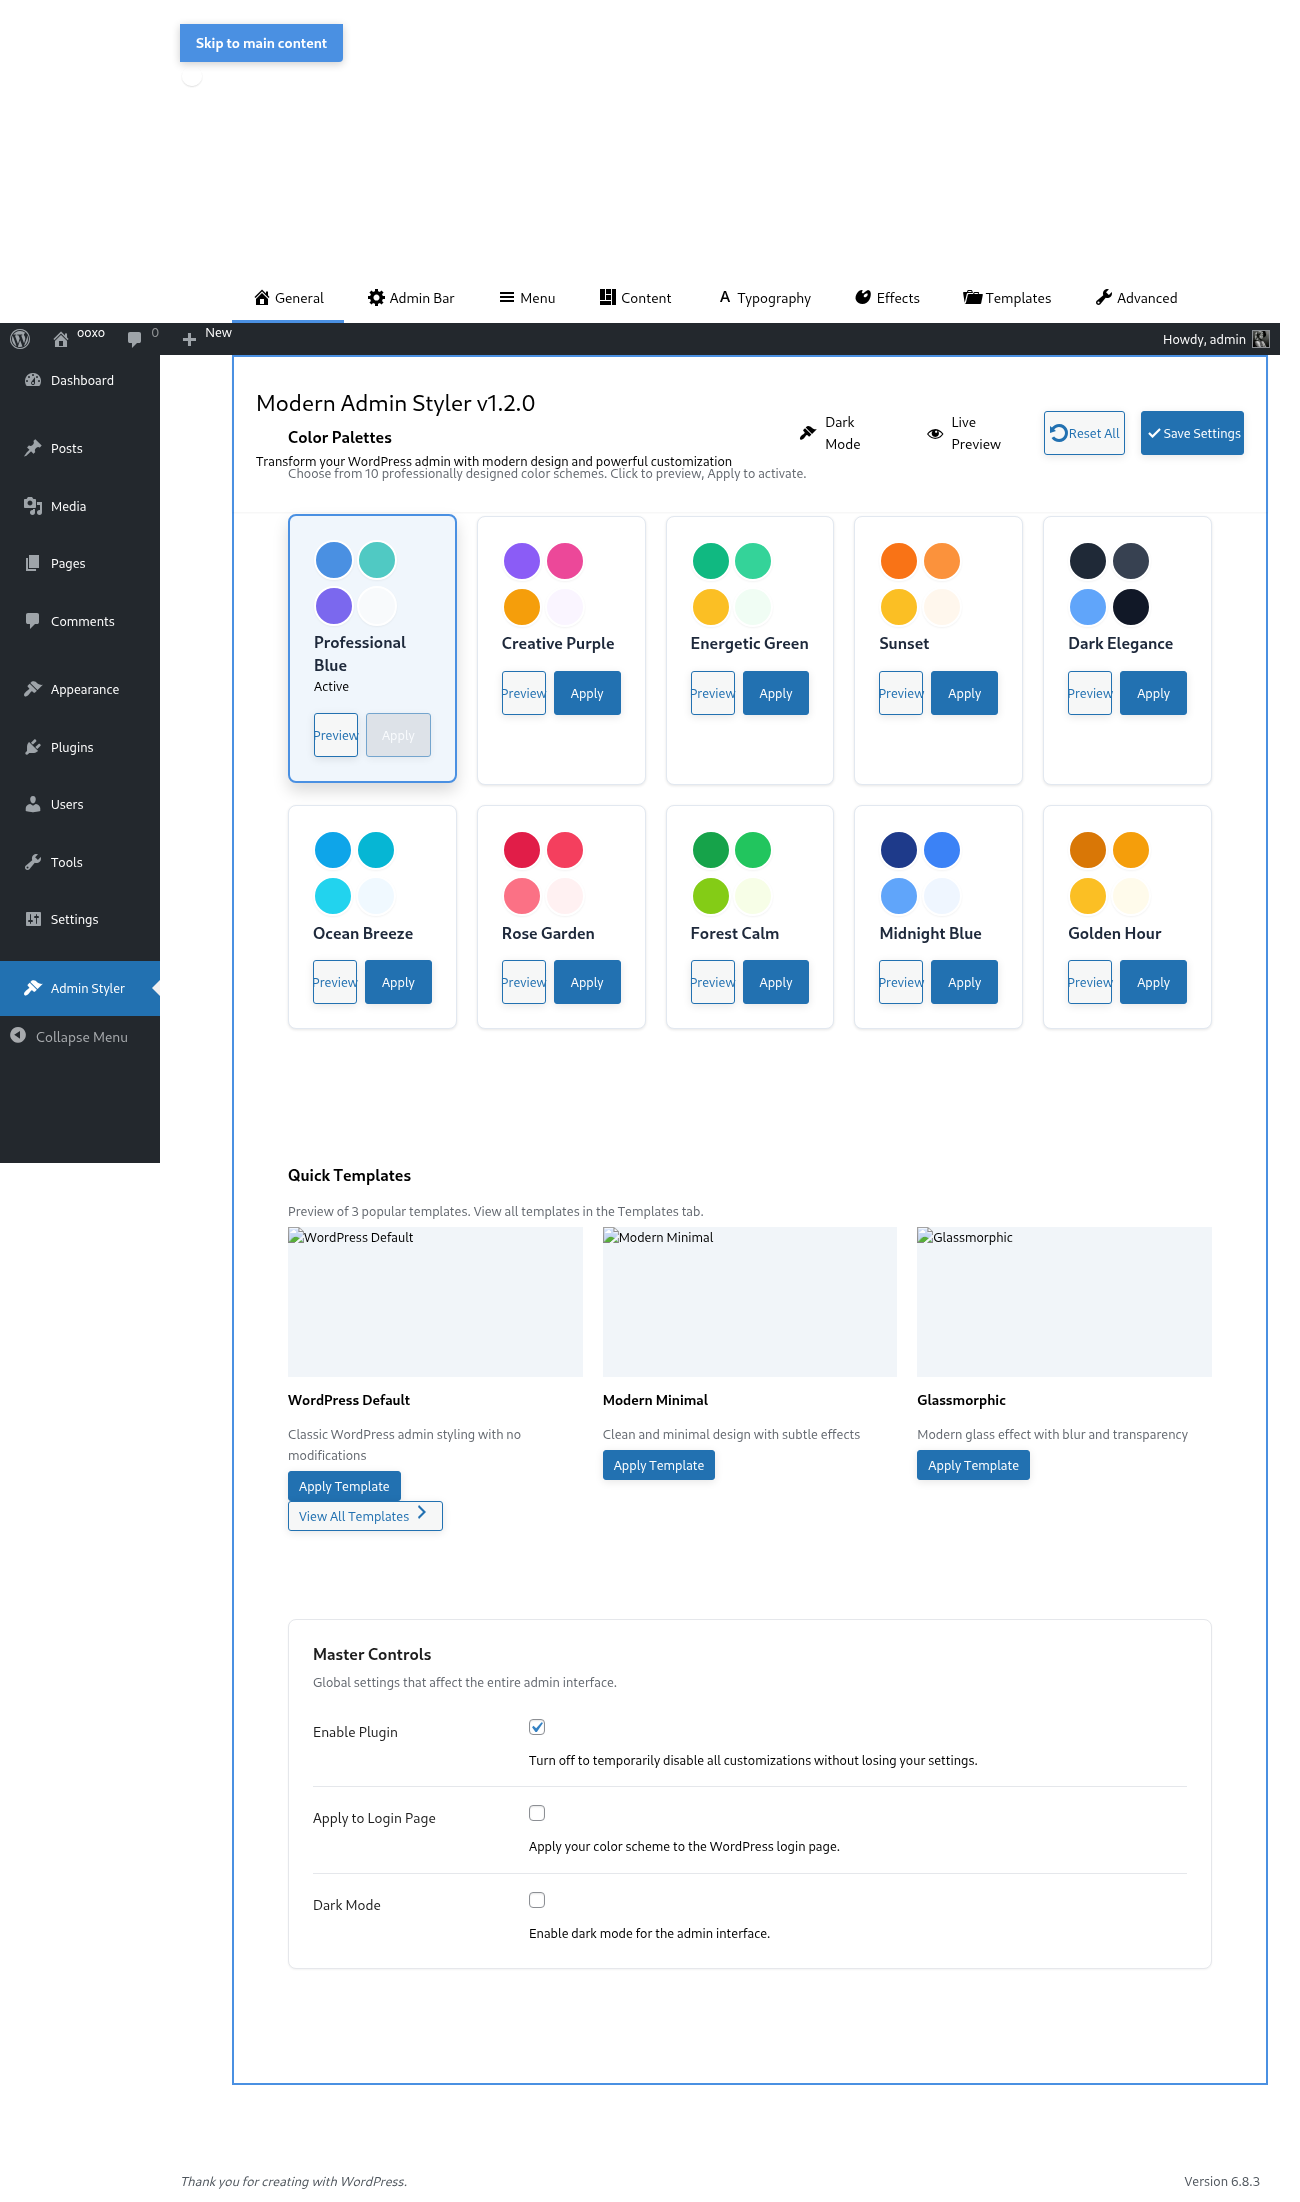 Skip to main content
General
Admin Bar
Menu
Content
Typography
Effects
Templates
Advanced
ooxo
0
New
Howdy, admin
Dashboard
Posts
Media
Pages
Comments
Appearance
Plugins
Users
Tools
Settings
Admin Styler
Collapse Menu
Modern Admin Styler v1.2.0
Color Palettes
Transform your WordPress admin with modern design and powerful customization
Choose from 10 professionally designed color schemes. Click to preview, Apply to activate.
Dark
Mode
Live
Preview
Reset All
Save Settings
Professional
Blue
Active
Preview
Apply
Creative Purple
Preview
Apply
Energetic Green
Preview
Apply
Sunset
Preview
Apply
Dark Elegance
Preview
Apply
Ocean Breeze
Preview
Apply
Rose Garden
Preview
Apply
Forest Calm
Preview
Apply
Midnight Blue
Preview
Apply
Golden Hour
Preview
Apply
Quick Templates
Preview of 3 popular templates. View all templates in the Templates tab.
WordPress Default
Modern Minimal
Glassmorphic
WordPress Default
Classic WordPress admin styling with no
modifications
Apply Template
Modern Minimal
Clean and minimal design with subtle effects
Apply Template
Glassmorphic
Modern glass effect with blur and transparency
Apply Template
View All Templates
Master Controls
Global settings that affect the entire admin interface.
Enable Plugin
Turn off to temporarily disable all customizations without losing your settings.
Apply to Login Page
Apply your color scheme to the WordPress login page.
Dark Mode
Enable dark mode for the admin interface.
Thank you for creating with WordPress.
Version 6.8.3